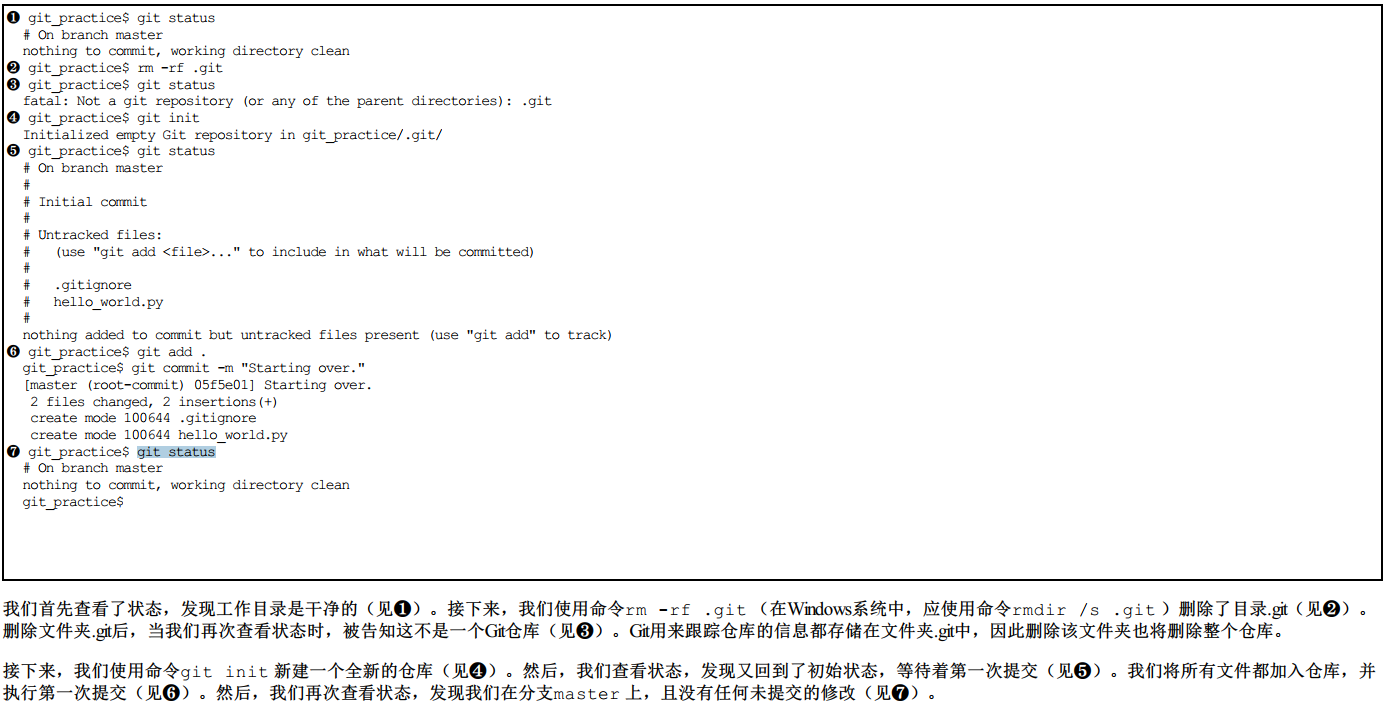 ❶ git_practice$ git status
# On branch master
nothing to commit, working directory clean
❷ git_practice$ rm -rf .git
❸ git_practice$ git status
fatal: Not a git repository (or any of the parent directories): .git
❹ git_practice$ git init
Initialized empty Git repository in git_practice/.git/
❺ git_practice$ git status
# On branch master
#
# Initial commit
#
# Untracked files:
#   (use "git add <file>..." to include in what will be committed)
#
#   .gitignore
#   hello_world.py
#
nothing added to commit but untracked files present (use "git add" to track)
❻ git_practice$ git add .
git_practice$ git commit -m "Starting over."
[master (root-commit) 05f5e01] Starting over.
2 files changed, 2 insertions(+)
create mode 100644 .gitignore
create mode 100644 hello_world.py
❼ git_practice$ git status
# On branch master
nothing to commit, working directory clean
git_practice$
我们首先查看了状态，发现工作目录是干净的（见❶）。接下来，我们使用命令rm -rf .git（在Windows系统中，应使用命令rmdir /s .git）删除了目录.git（见❷）。
删除文件夹.git后，当我们再次查看状态时，被告知这不是一个Git仓库（见❸）。Git用来跟踪仓库的信息都存储在文件夹.git中，因此删除该文件夹也将删除整个仓库。
接下来，我们使用命令git init 新建一个全新的仓库（见❹）。然后，我们查看状态，发现又回到了初始状态，等待着第一次提交（见❺）。我们将所有文件都加入仓库，并
执行第一次提交（见❻）。然后，我们再次查看状态，发现我们在分支master 上，且没有任何未提交的修改（见❼）。